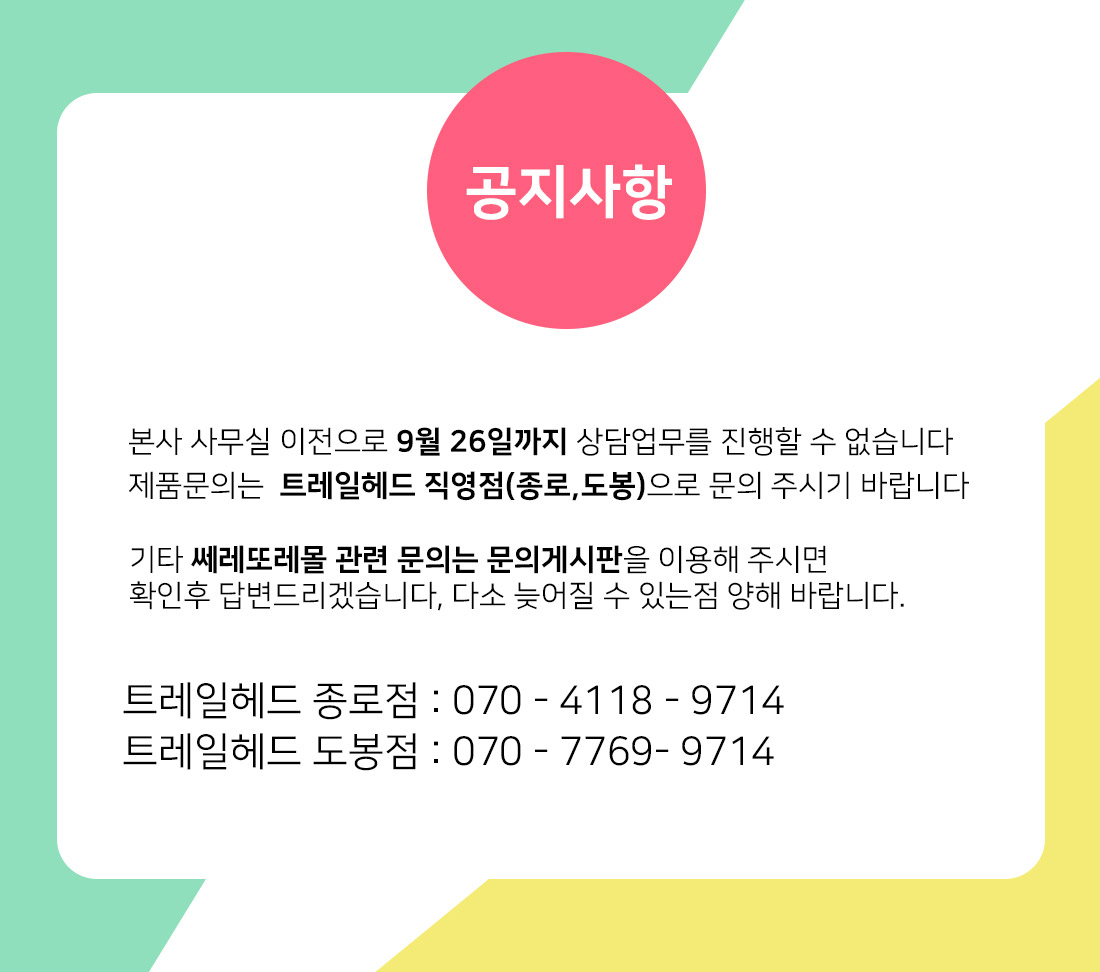 공지사항
본사 사무실 이전으로 9월 26일까지 상담업무를 진행할 수 없습니다
제품문의는 트레일헤드 직영점(종로,도봉)으로 문의 주시기 바랍니다
기타 쎄레또레몰 관련 문의는 문의게시판을 이용해 주시면
확인후 답변드리겠습니다, 다소 늦어질 수 있는점 양해 바랍니다.
트레일헤드 종로점 : 070 - 4118 - 9714
트레일헤드 도봉점 : 070 - 7769- 9714